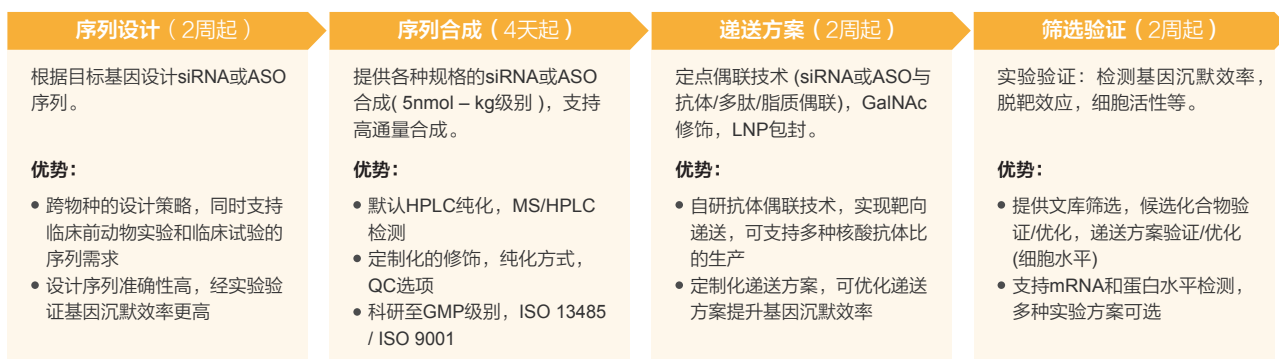 序列设计（2周起）
根据目标基因设计siRNA或ASO
序列。
优势：
• 跨物种的设计策略，同时支持
临床前动物实验和临床试验的
序列需求
• 设计序列准确性高，经实验验
证基因沉默效率更高
序列合成（4天起）
提供各种规格的siRNA或ASO
合成( 5nmol – kg级别 )，支持
高通量合成。
优势：
• 默认HPLC纯化，MS/HPLC
检测
• 定制化的修饰，纯化方式，
QC选项
• 科研至GMP级别，ISO 13485
/ ISO 9001
递送方案（2周起）
定点偶联技术 (siRNA或ASO与
抗体/多肽/脂质偶联)，GalNAc
修饰，LNP包封。
优势：
• 自研抗体偶联技术，实现靶向
递送，可支持多种核酸抗体比
的生产
• 定制化递送方案，可优化递送
方案提升基因沉默效率
筛选验证（2周起）
实验验证：检测基因沉默效率，
脱靶效应，细胞活性等。
优势：
• 提供文库筛选，候选化合物验
证/优化，递送方案验证/优化
(细胞水平)
• 支持mRNA和蛋白水平检测，
多种实验方案可选